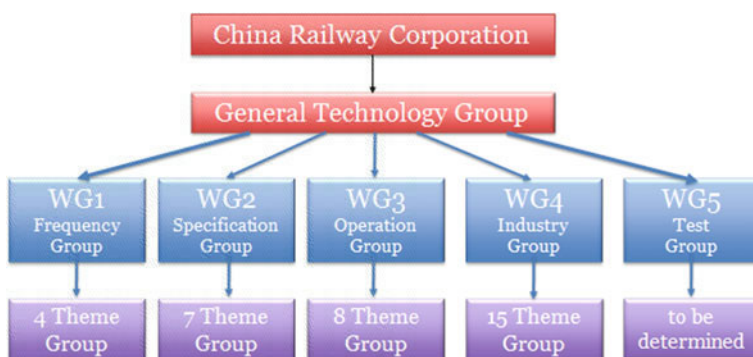 China Railway Corporation
General Technology Group
WG1
Frequency
Group
WG2
Specification
Group
WG3
Operation
Group
WG4
Industry
Group
WG5
Test
Group
4 Theme
Group
7 Theme
Group
8 Theme
Group
15 Theme
Group
to be
determined